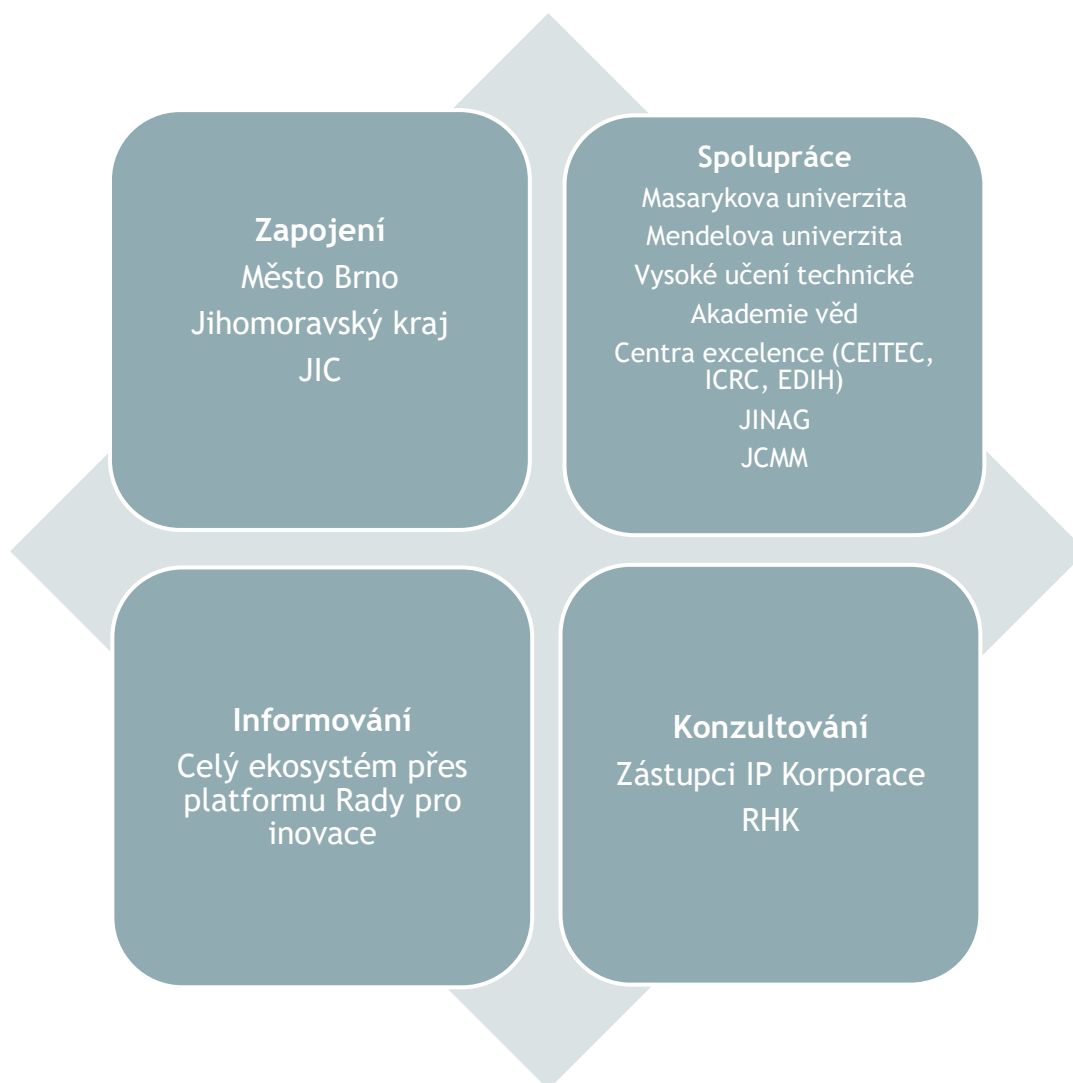 Zapojení
Město Brno
Jihomoravský kraj
JIC
Spolupráce
Masarykova univerzita
Mendelova univerzita
Vysoké učení technické
Akademie věd
Centra excelence (CEITEC,
ICRC, EDIH)
JINAG
JCMM
Informování
Celý ekosystém přes
platformu Rady pro
inovace
Konzultování
Zástupci IP Korporace
RHK